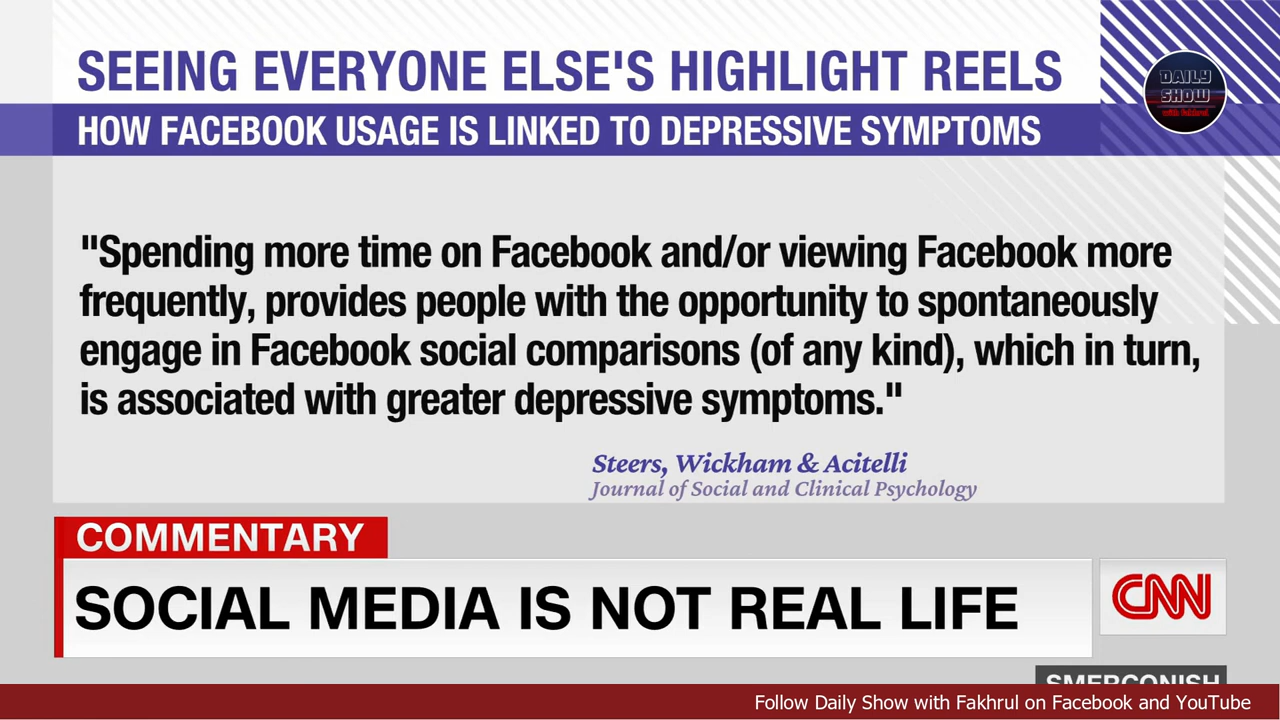 SEEING EVERYONE ELSE'S HIGHLIGHT REELS
HOW FACEBOOK USAGE IS LINKED TO DEPRESSIVE SYMPTOMS
DAILY
SHOW
with Fakhrul
"Spending more time on Facebook and/or viewing Facebook more
frequently, provides people with the opportunity to spontaneously
engage in Facebook social comparisons (of any kind), which in turn,
is associated with greater depressive symptoms."
Steers, Wickham & Acitelli
Journal of Social and Clinical Psychology
COMMENTARY
SOCIAL MEDIA IS NOT REAL LIFE
CNN
SMERCONISH
Follow Daily Show with Fakhrul on Facebook and YouTube